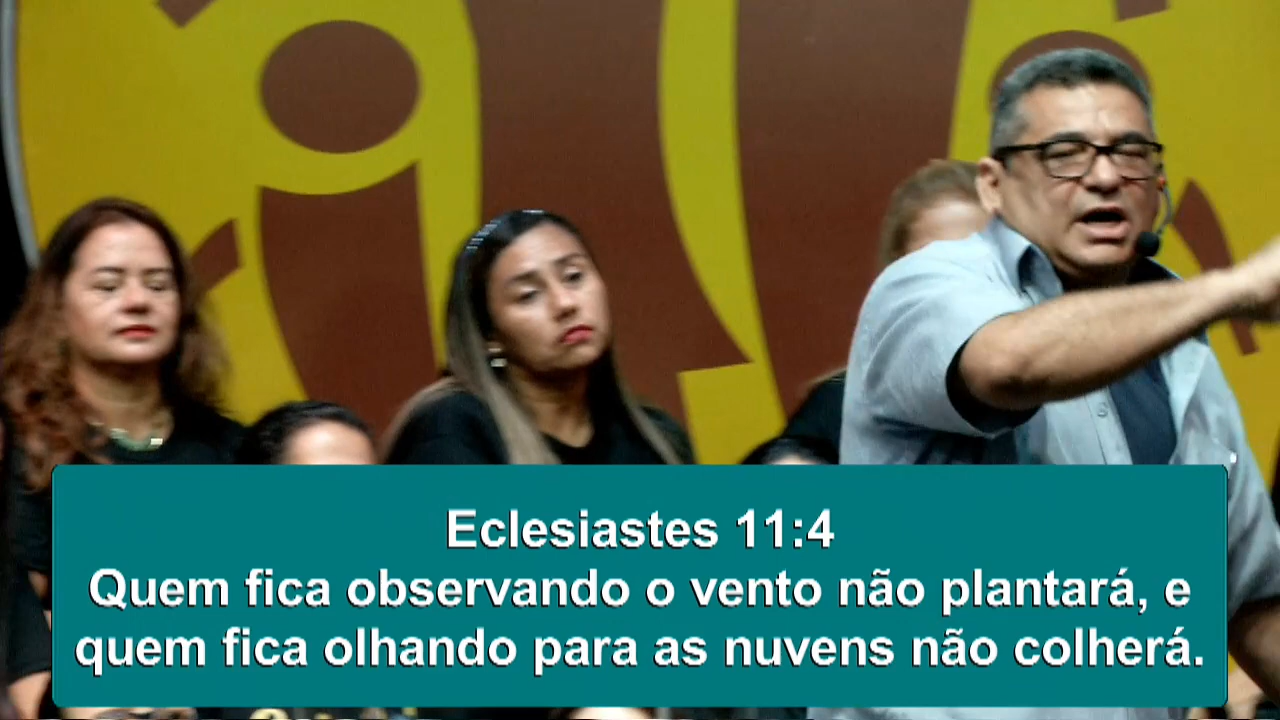 Eclesiastes 11:4
Quem fica observando o vento não plantará, e
quem fica olhando para as nuvens não colherá.